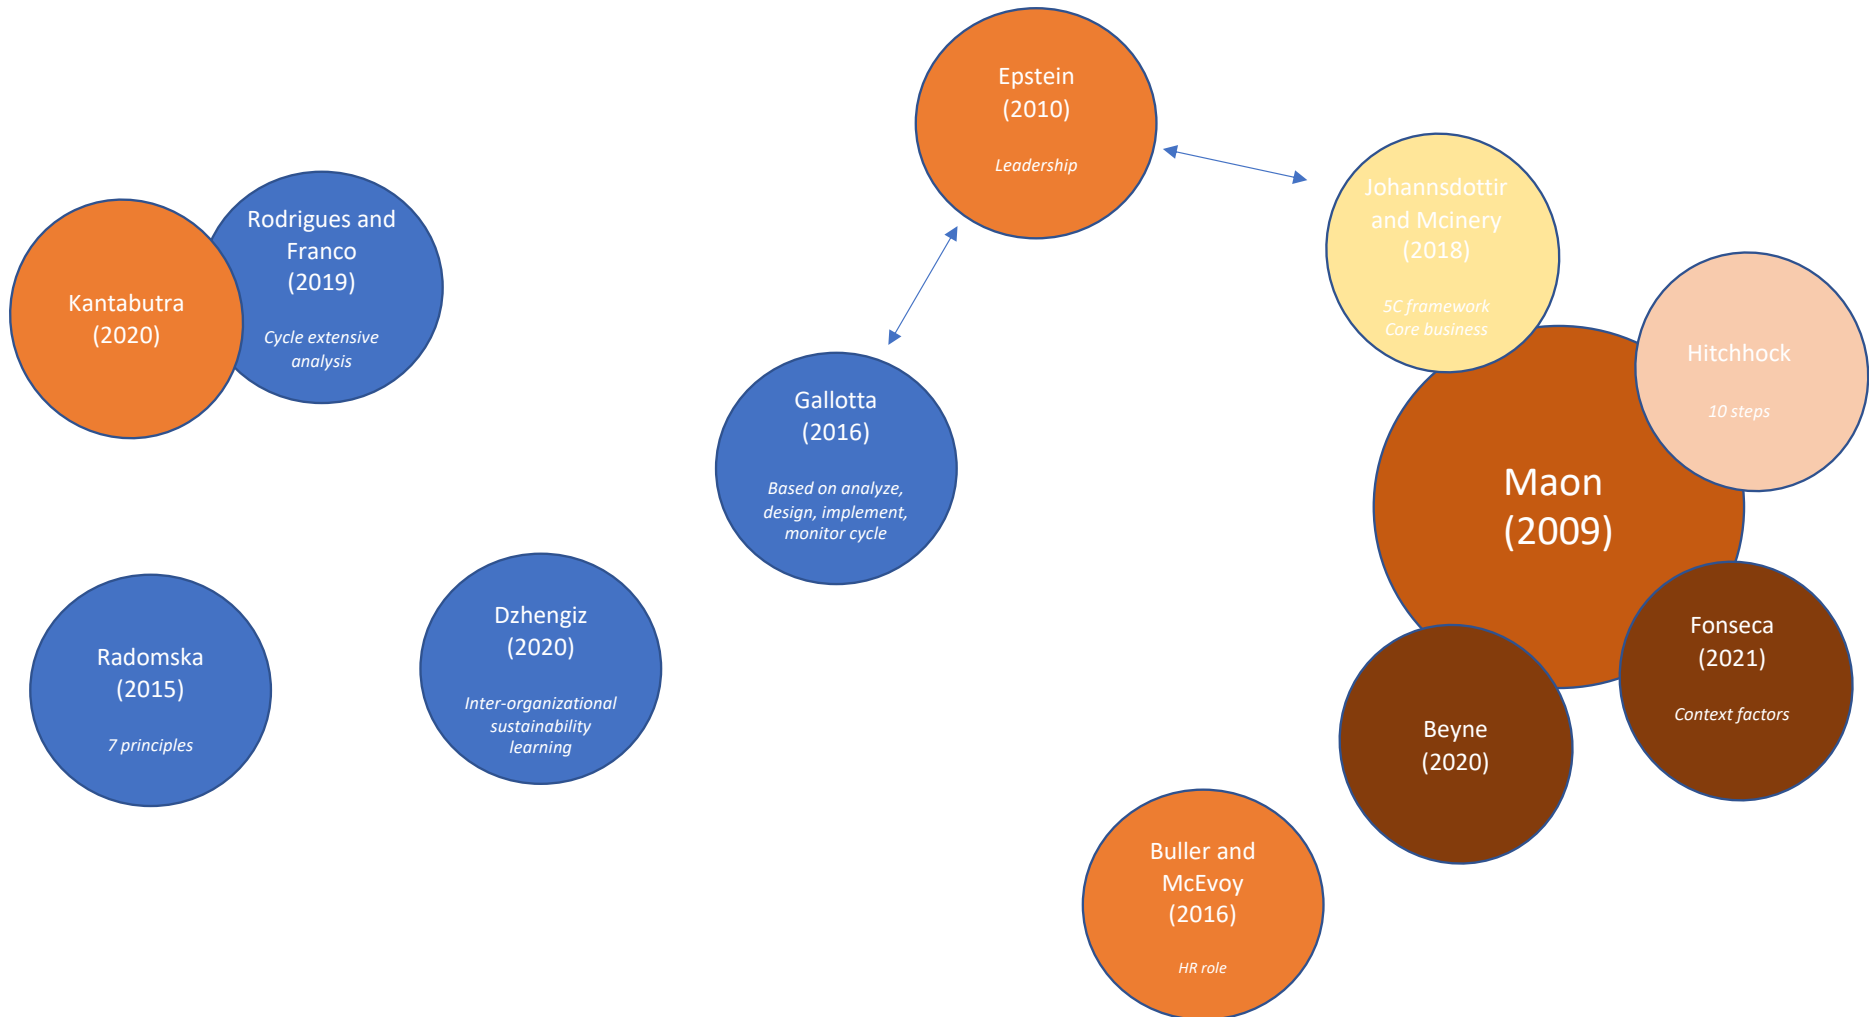 Epstein
(2010)
Leadership
Johannsdottir
and Mcinery
(2018)
5C framework
Core business
Rodrigues and
Franco
(2019)
Cycle extensive
analysis
Kantabutra
(2020)
Hitchhock
10 steps
Gallotta
(2016)
Based on analyze,
design, implement,
monitor cycle
Maon
(2009)
Dzhengiz
(2020)
Inter-organizational
sustainability
learning
Radomska
(2015)
7 principles
Fonseca
(2021)
Context factors
Beyne
(2020)
Buller and
McEvoy
(2016)
HR role